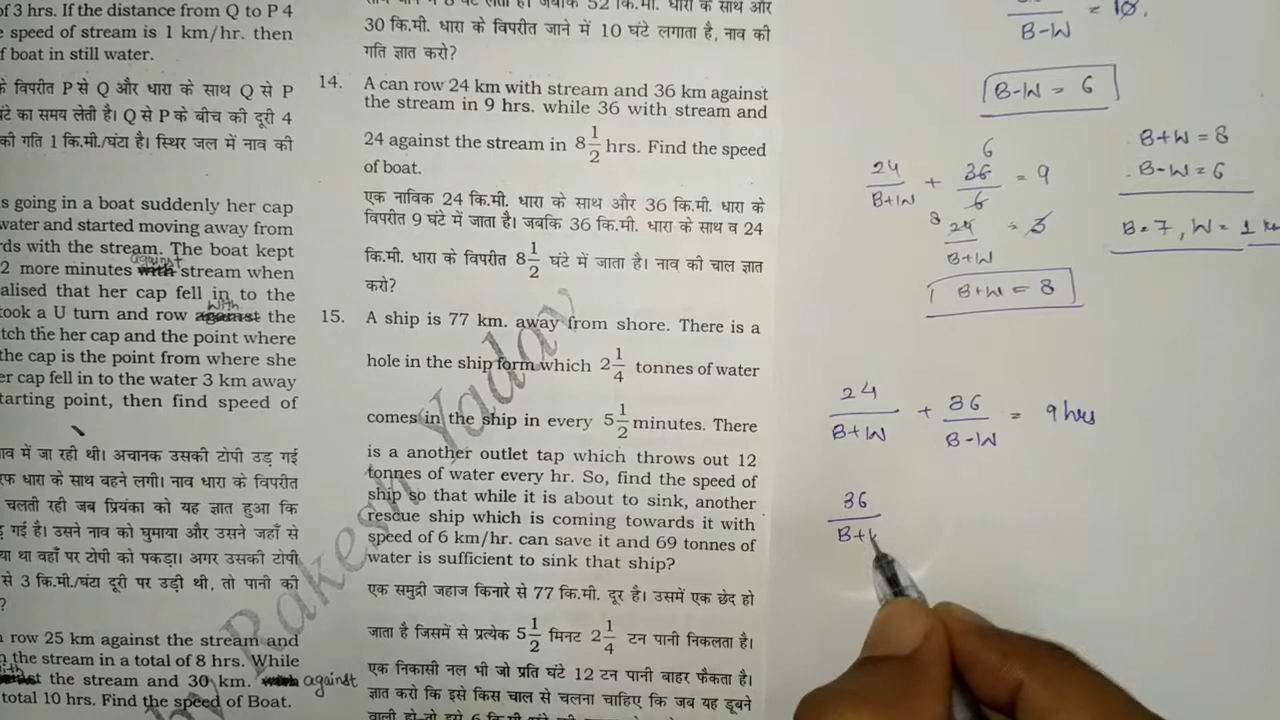 of 3 hrs. If the distance from Q to P 4
speed of stream is 1 km/hr. then
f boat in still water.
के विपरीत P से Q और धारा के साथ Q से P
घंटे का समय लेती है। Q से P के बीच की दूरी 4
की गति 1 कि.मी./घंटा है। स्थिर जल में नाव की
s going in a boat suddenly her cap
water and started moving away from
rds with the stream. The boat kept
against
2 more minutes with stream when
alised that her cap fell in to the
with
took a U turn and row against the
tch the her cap and the point where
the cap is the point from where she
er cap fell in to the water 3 km away
tarting point, then find speed of
नाव में जा रही थी। अचानक उसकी टोपी उड़ गई
रफ धारा के साथ बहने लगी। नाव धारा के विपरीत
चलती रही जब प्रियंका को यह ज्ञात हुआ कि
गई है। उसने नाव को घुमाया और उसने जहाँ से
था वहाँ पर टोपी को पकड़ा। अगर उसकी टोपी
से 3 कि.मी./घंटा दूरी पर उड़ी थी, तो पानी की
?
row 25 km against the stream and
the stream in a total of 8 hrs. While
with
the stream and 30 km. with against
total 10 hrs. Find the speed of Boat.
52 कि.मी. धारा के साथ और
30 कि.मी. धारा के विपरीत जाने में 10 घंटे लगाता है, नाव की
गति ज्ञात करो?
14. A can row 24 km with stream and 36 km against
the stream in 9 hrs. while 36 with stream and
24 against the stream in 8 1/2 hrs. Find the speed
of boat.
एक नाविक 24 कि.मी. धारा के साथ और 36 कि.मी. धारा के
विपरीत 9 घंटे में जाता है। जबकि 36 कि.मी. धारा के साथ व 24
कि.मी. धारा के विपरीत 8 1/2 घंटे में जाता है। नाव की चाल ज्ञात
करो?
15. A ship is 77 km. away from shore. There is a
hole in the ship form which 2 1/4 tonnes of water
comes in the ship in every 5 1/2 minutes. There
is a another outlet tap which throws out 12
tonnes of water every hr. So, find the speed of
ship so that while it is about to sink, another
rescue ship which is coming towards it with
speed of 6 km/hr. can save it and 69 tonnes of
water is sufficient to sink that ship?
एक समुद्री जहाज किनारे से 77 कि.मी. दूर है। उसमें एक छेद हो
जाता है जिसमें से प्रत्येक 5 1/2 मिनट 2 1/4 टन पानी निकलता है।
एक निकासी नल भी जो प्रति घंटे 12 टन पानी बाहर फैकता है।
ज्ञात करो कि इसे किस चाल से चलना चाहिए कि जब यह डूबने
by Rakesh Yadav
B-W = 10.
B-W = 6
6
24/B+W + 36/6 = 9
3
24/B+W = 3
B+W = 8
B+W = 8
B-W = 6
B = 7, W = 1 km
24/B+W + 36/B-W = 9 hrs
36/B+